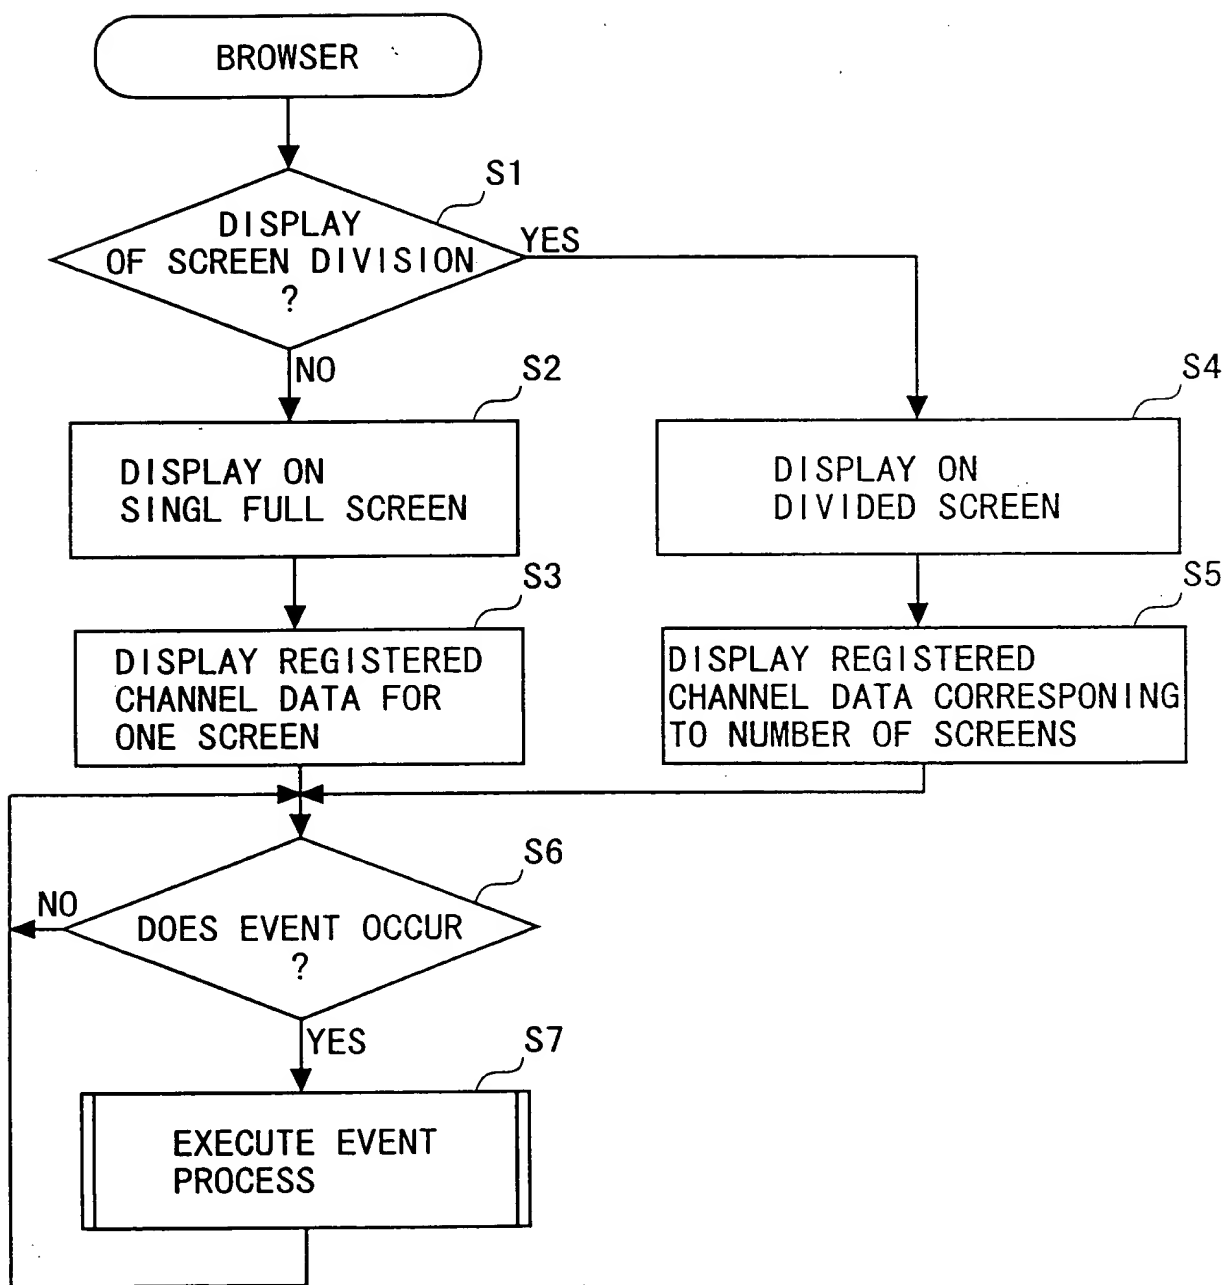 BROWSER
S1
DISPLAY
OF SCREEN DIVISION
?
YES
NO
S2
DISPLAY ON
SINGL FULL SCREEN
S4
DISPLAY ON
DIVIDED SCREEN
S3
DISPLAY REGISTERED
CHANNEL DATA FOR
ONE SCREEN
S5
DISPLAY REGISTERED
CHANNEL DATA CORRESPONING
TO NUMBER OF SCREENS
S6
NO
DOES EVENT OCCUR
?
YES
S7
EXECUTE EVENT
PROCESS